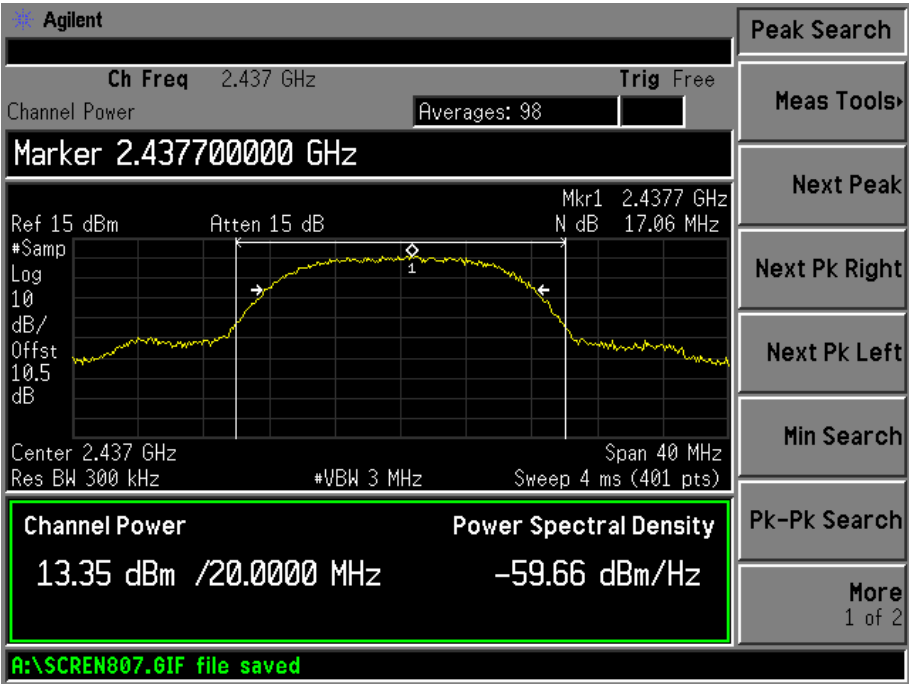 Agilent
Peak Search
Ch Freq 2.437 GHz Trig Free
Channel Power Averages: 98
Meas Tools
Marker 2.437700000 GHz
Next Peak
Mkr1 2.4377 GHz
Ref 15 dBm Atten 15 dB N dB 17.06 MHz
#Samp
Log
10
dB/
Offst
10.5
dB
1
Next Pk Right
Next Pk Left
Center 2.437 GHz Span 40 MHz
Res BW 300 kHz #VBW 3 MHz Sweep 4 ms (401 pts)
Min Search
Channel Power Power Spectral Density
13.35 dBm /20.0000 MHz -59.66 dBm/Hz
Pk-Pk Search
More
1 of 2
A:\SCREN807.GIF file saved